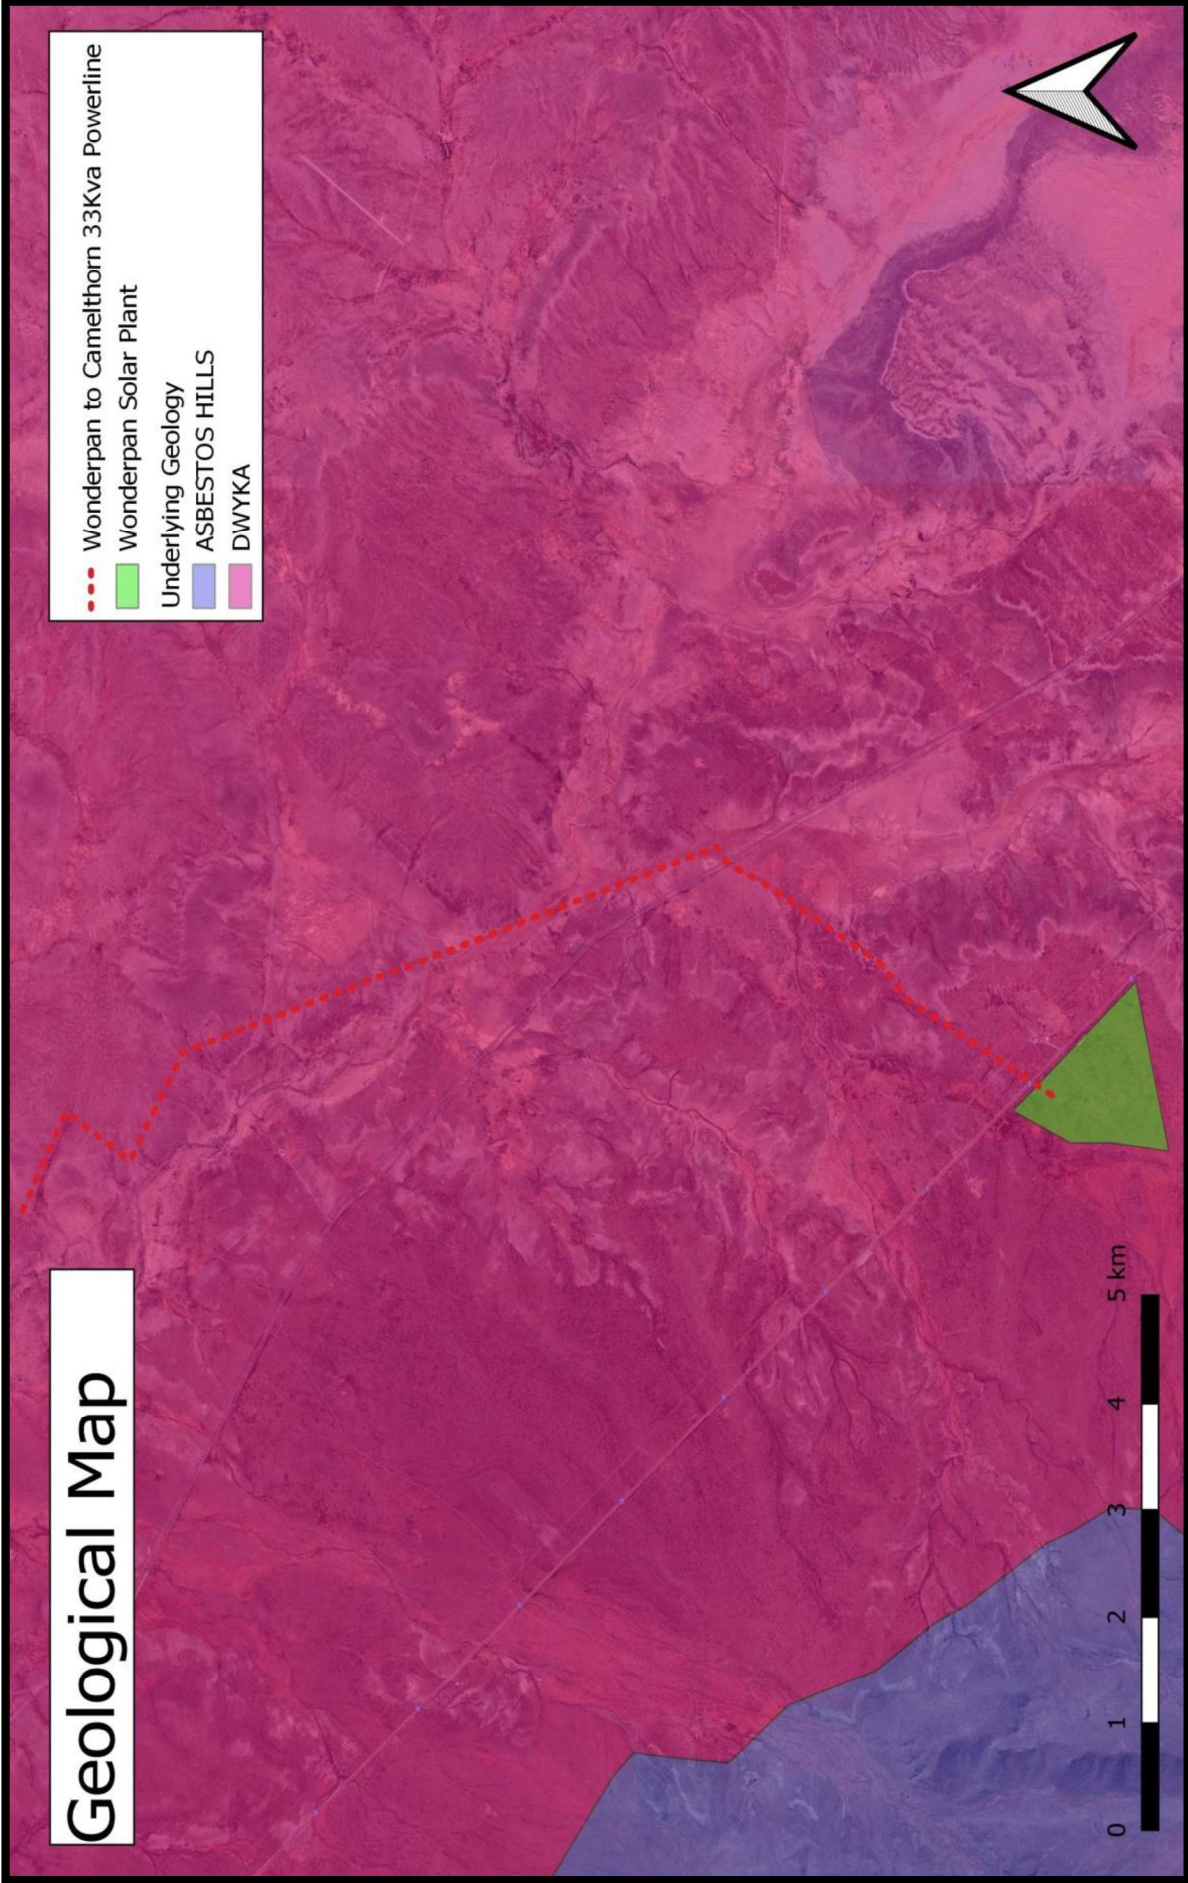 Geological Map
Wonderpan to Camelthorn 33Kva Powerline
Wonderpan Solar Plant
Underlying Geology
ASBESTOS HILLS
DWYKA
0 1 2 3 4 5 km